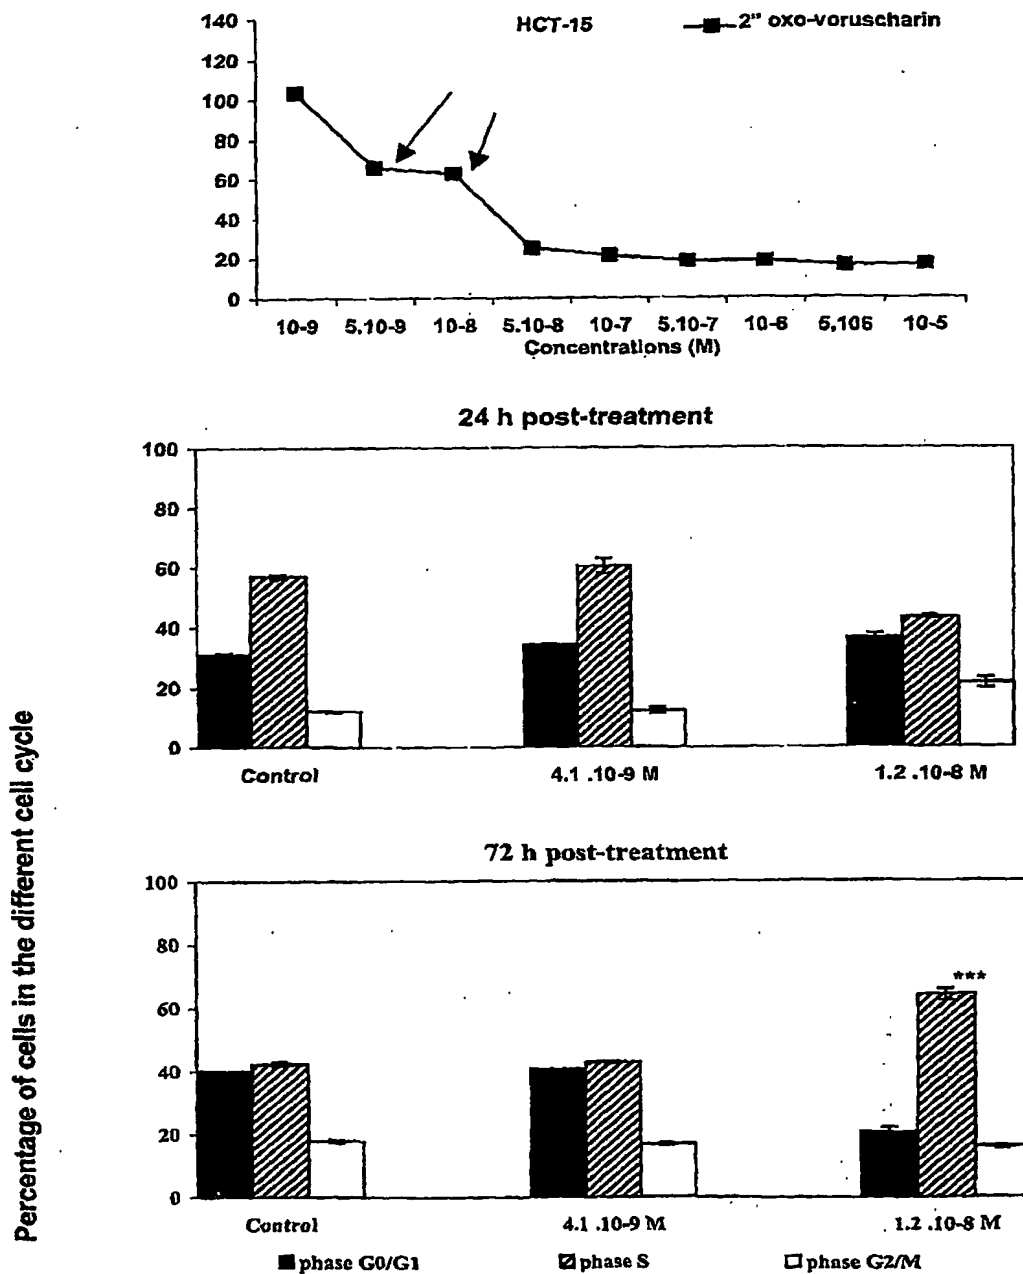 HCT-15
2" oxo-voruscharin
140
120
100
80
60
40
20
0
10-9 5.10-9 10-8 5.10-8 10-7 5.10-7 10-6 5.106 10-5
Concentrations (M)
24 h post-treatment
100
80
60
40
20
0
Control 4.1 .10-9 M 1.2 .10-8 M
Percentage of cells in the different cell cycle
72 h post-treatment
100
80
60
40
20
0
***
Control 4.1 .10-9 M 1.2 .10-8 M
phase G0/G1 phase S phase G2/M